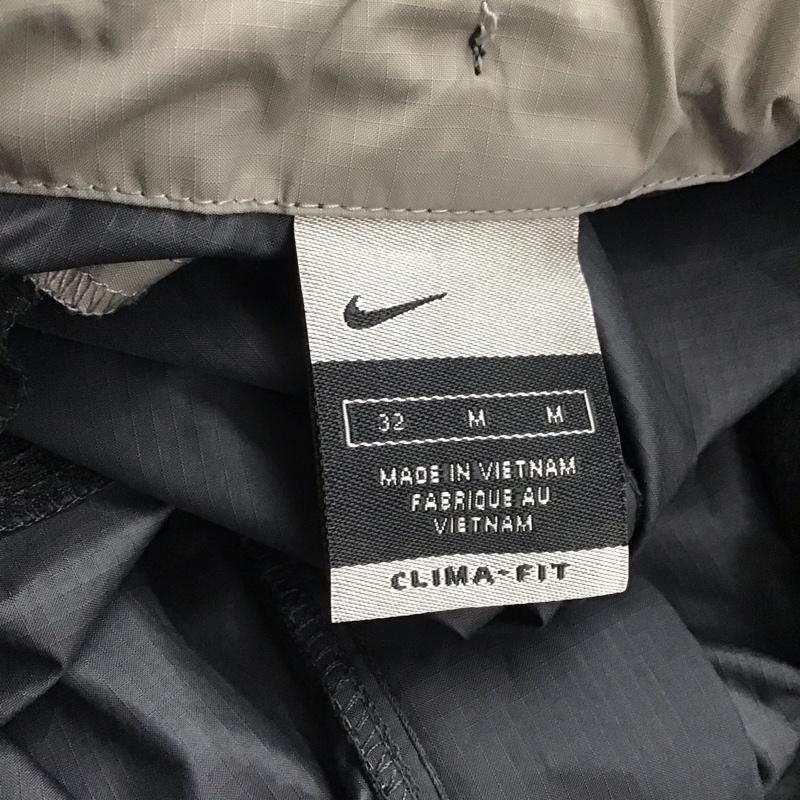 32 M M
MADE IN VIETNAM
FABRIQUE AU
VIETNAM
CLIMA-FIT